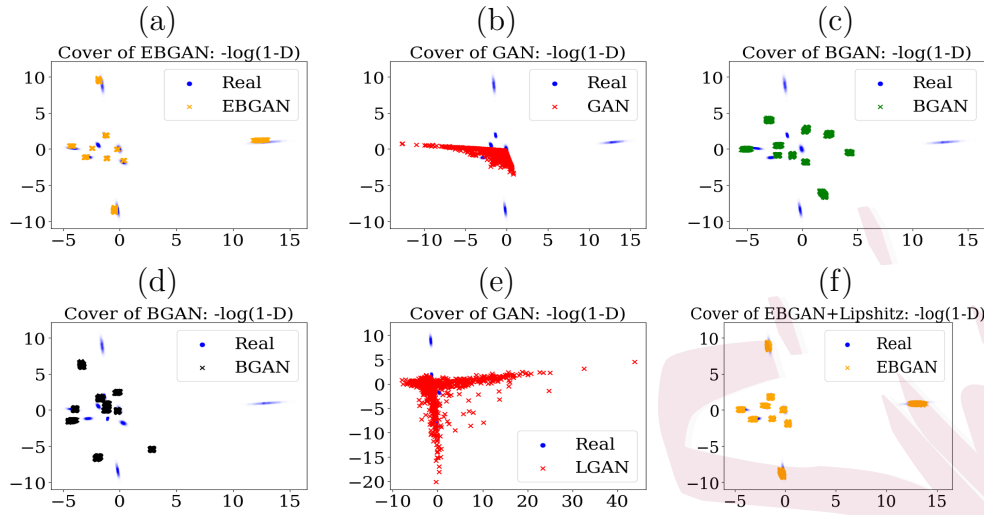 (a) (b) (c)
Cover of EBGAN: -log(1-D) Cover of GAN: -log(1-D) Cover of BGAN: -log(1-D)
10 Real 10 Real 10 Real
EBGAN GAN BGAN
5 5 5
0 0 0
−5 −5 −5
−10 −10 −10
−5 0 5 10 15 −10 −5 0 5 10 15 −5 0 5 10 15
(d) (e) (f)
Cover of BGAN: -log(1-D) Cover of GAN: -log(1-D) Cover of EBGAN+Lipshitz: -log(1-D)
10 Real 10 10 Real
BGAN EBGAN
5 5 5
0 0 0
−5 −5 −5
−10 −10 −10
−15 Real
−20 LGAN
−5 0 5 10 15 −10 0 10 20 30 40 −5 0 5 10 15